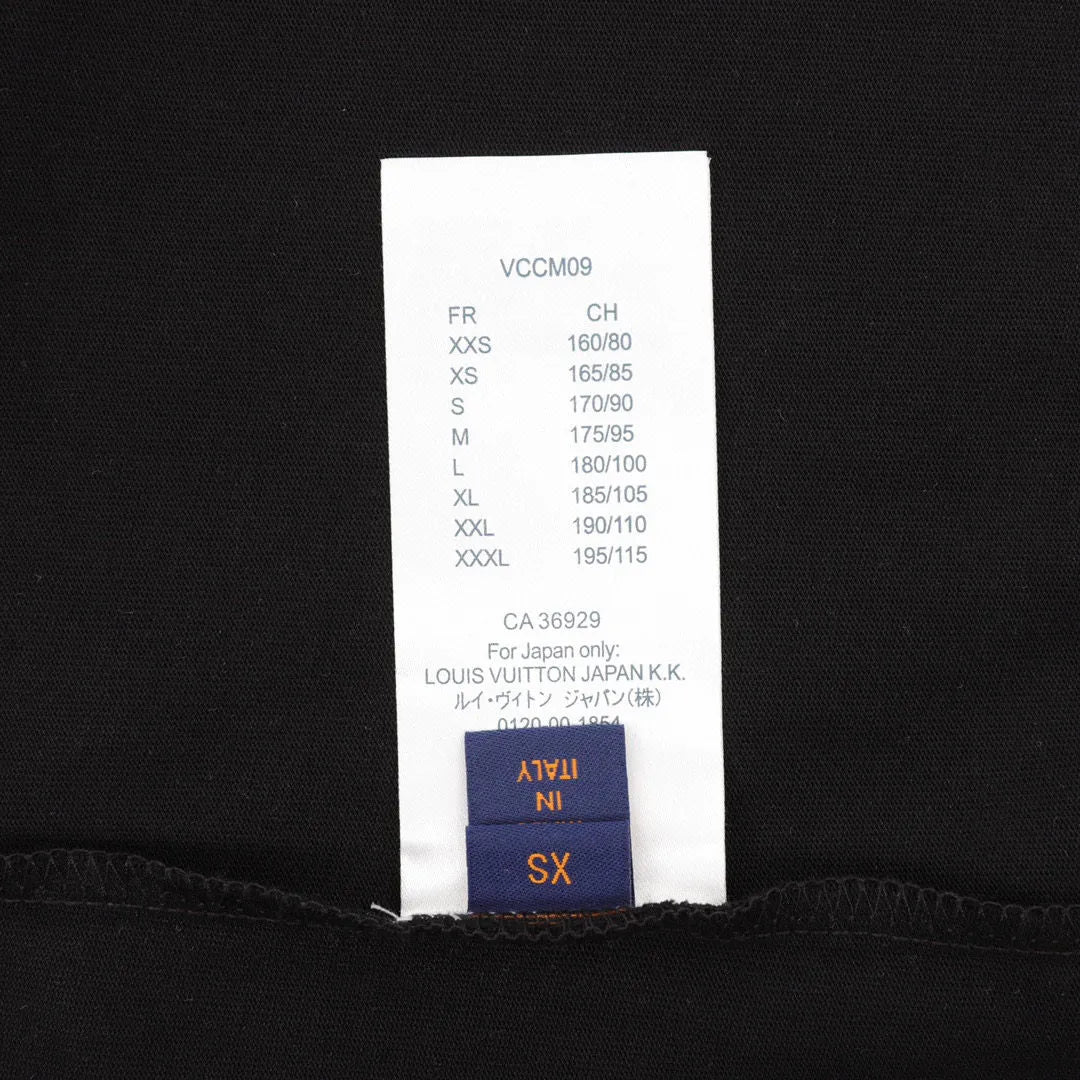 VCCM09
FR CH
XXS 160/80
XS 165/85
S 170/90
M 175/95
L 180/100
XL 185/105
XXL 190/110
XXXL 195/115
CA 36929
For Japan only:
LOUIS VUITTON JAPAN K.K.
ルイ・ヴィトン ジャパン(株)
0120-00-1854
ITALY
IN
XS